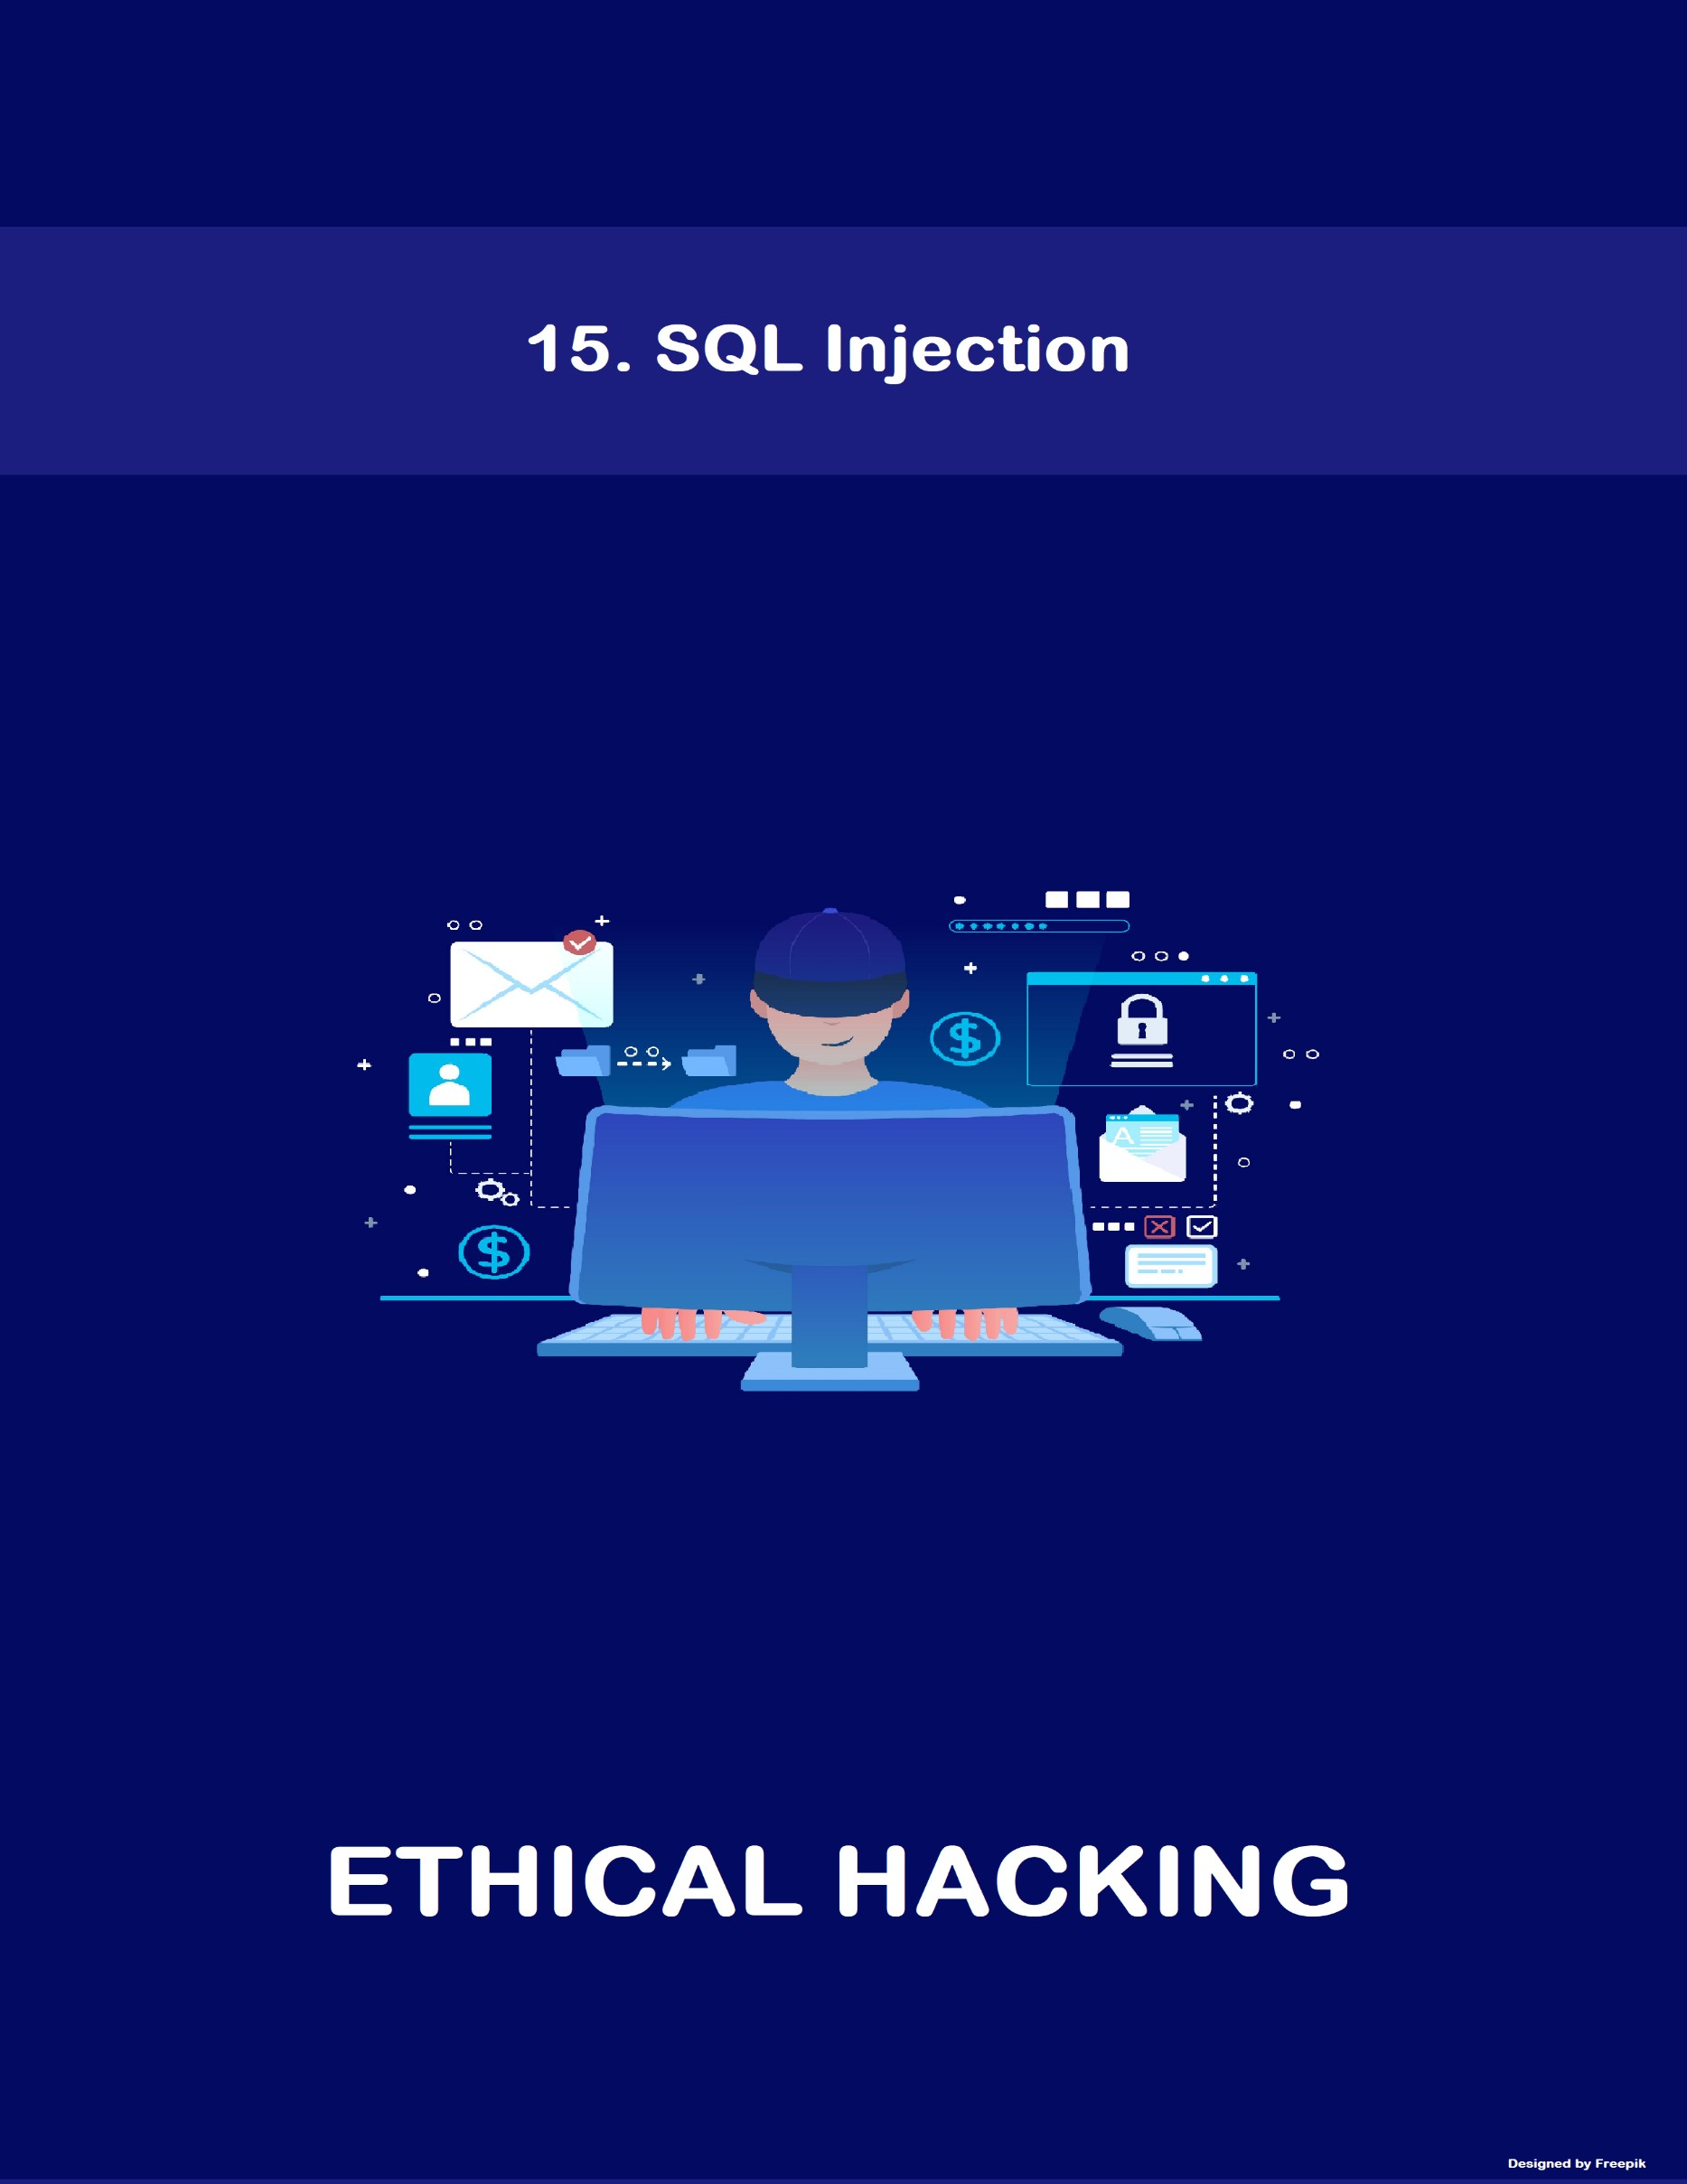 15. SQL Injection
$
$
A
ETHICAL HACKING
Designed by Freepik